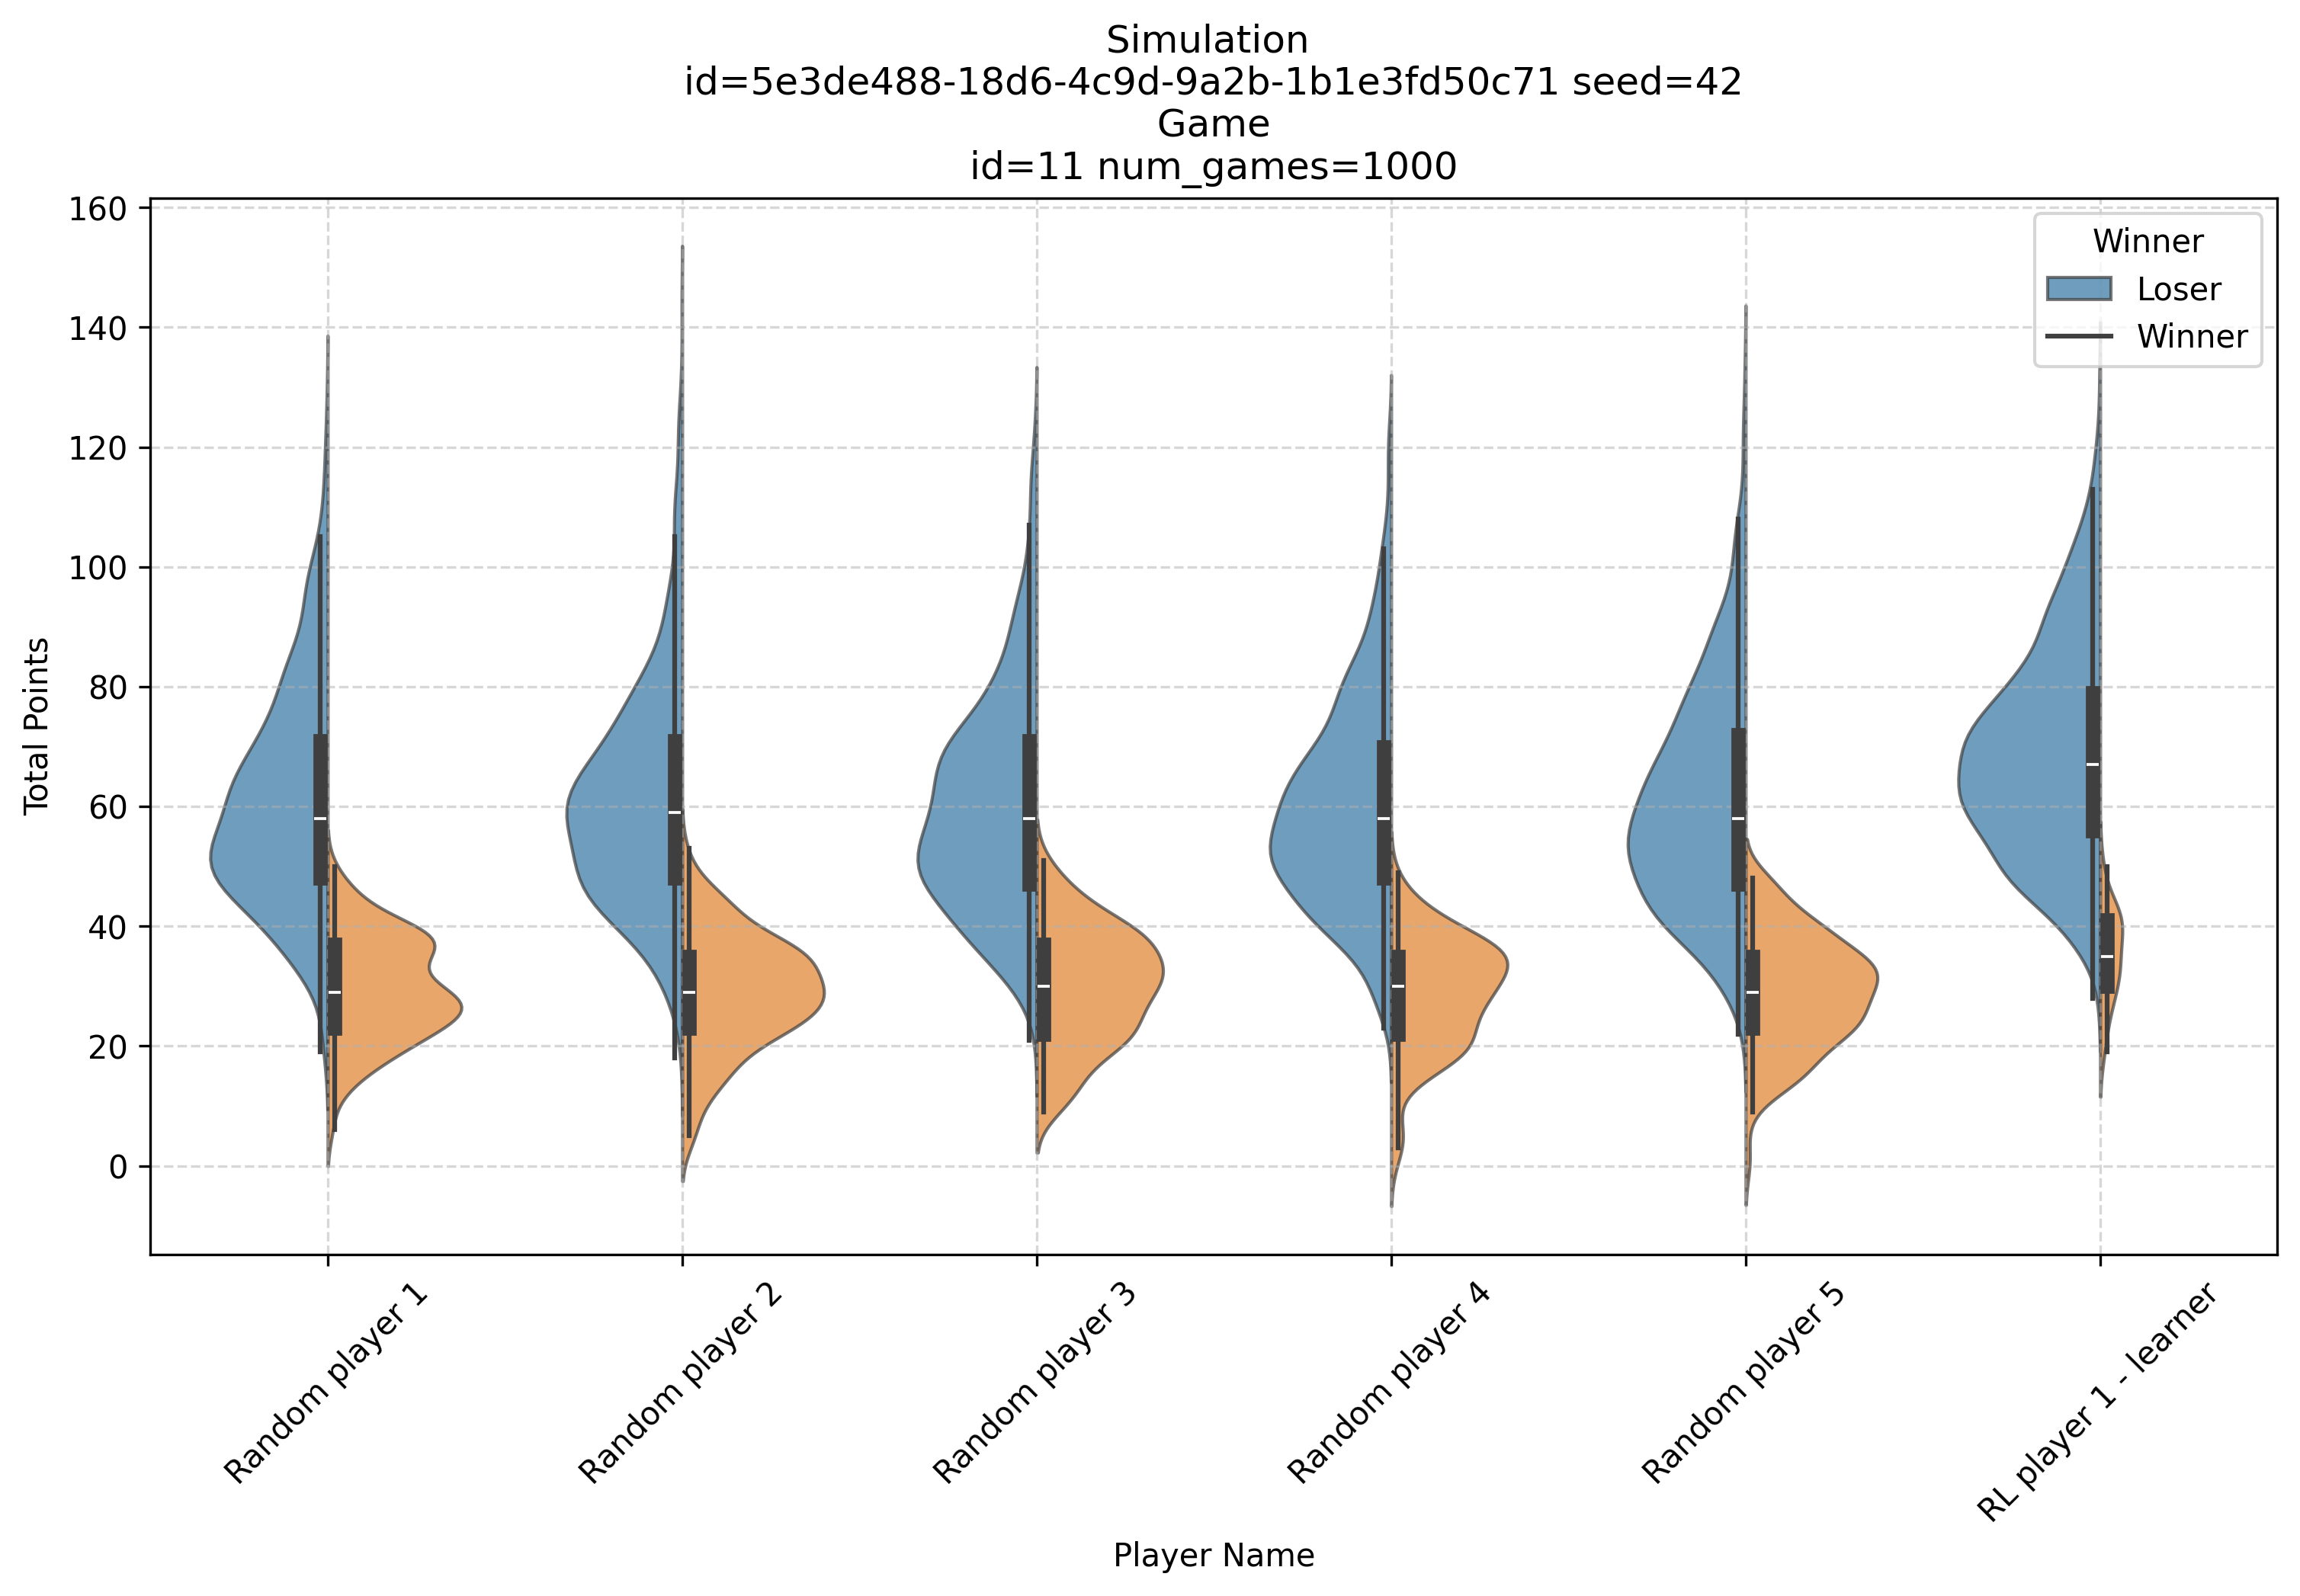 Simulation
id=5e3de488-18d6-4c9d-9a2b-1b1e3fd50c71 seed=42
Game
id=11 num_games=1000
160
140
120
100
80
60
40
20
0
Total Points
Winner
Loser
Winner
Random player 1
Random player 2
Random player 3
Random player 4
Random player 5
RL player 1 - learner
Player Name